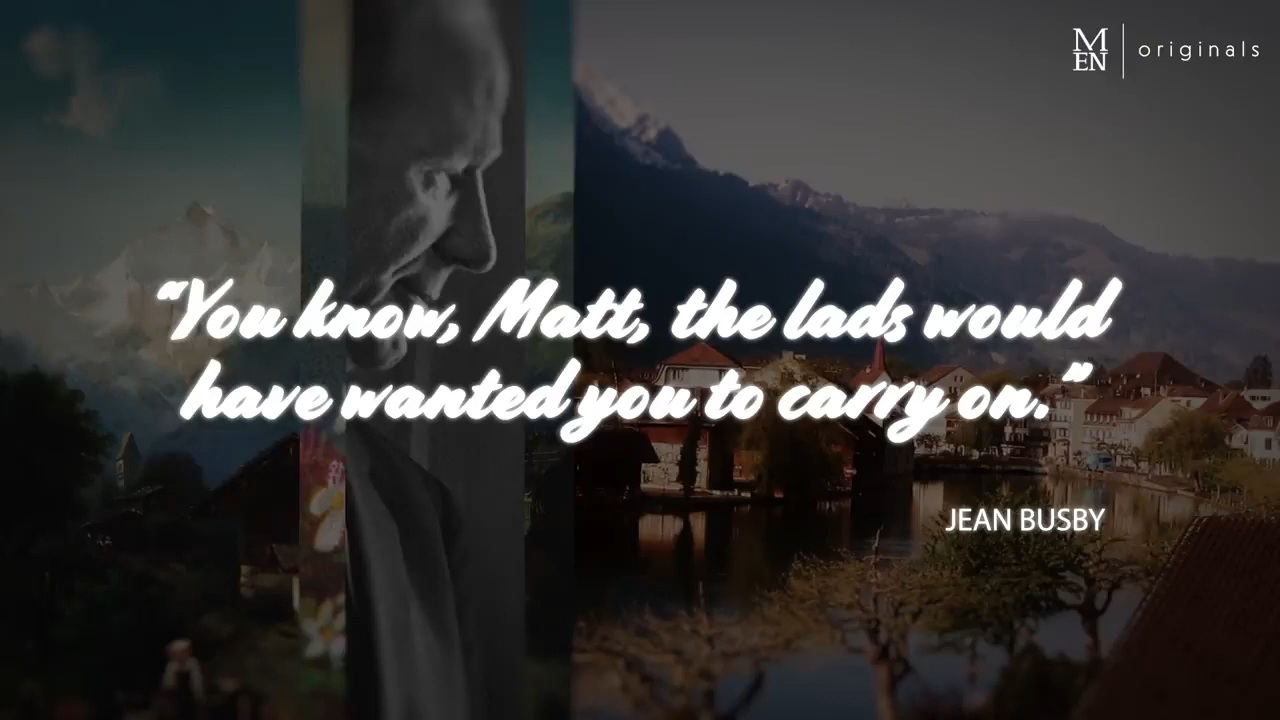 M
EN
originals
“You know, Matt, the lads would
have wanted you to carry on.”
JEAN BUSBY